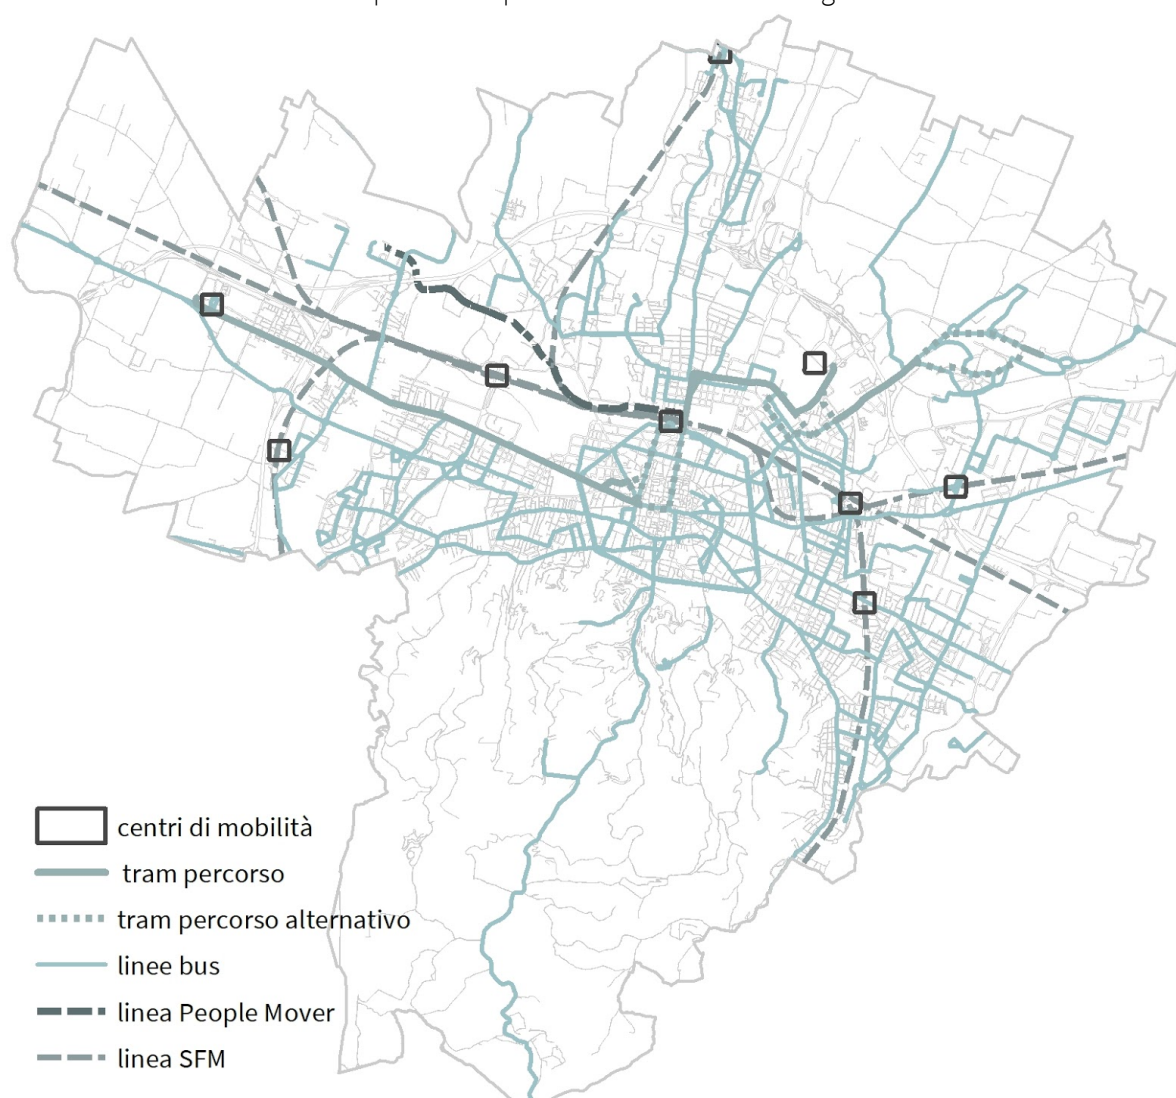 centri di mobilità
tram percorso
tram percorso alternativo
linee bus
linea People Mover
linea SFM